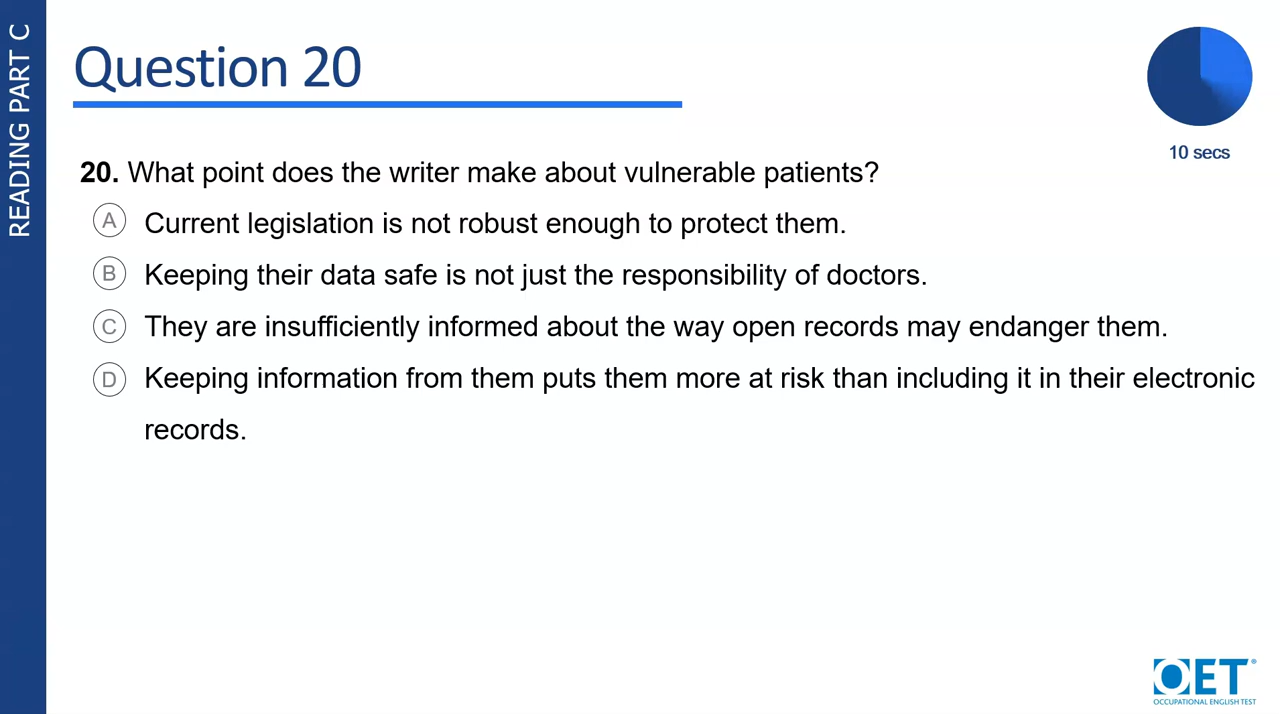 READING PART C
Question 20
10 secs
20. What point does the writer make about vulnerable patients?
A Current legislation is not robust enough to protect them.
B Keeping their data safe is not just the responsibility of doctors.
C They are insufficiently informed about the way open records may endanger them.
D Keeping information from them puts them more at risk than including it in their electronic
records.
OET®
OCCUPATIONAL ENGLISH TEST